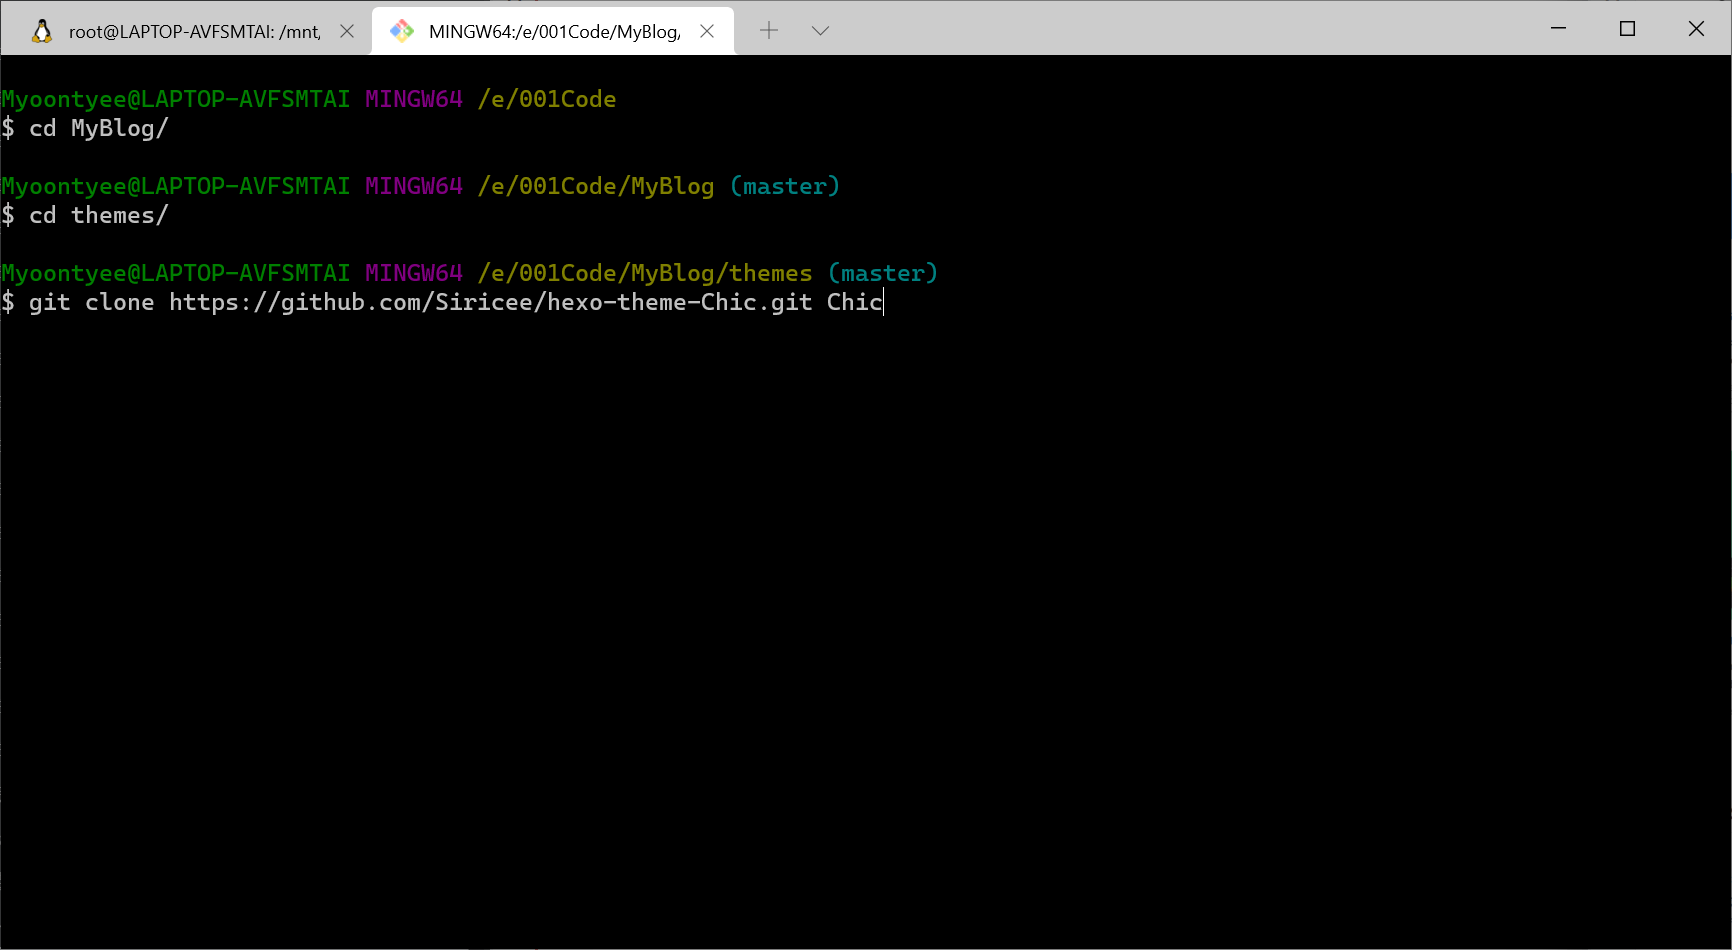 root@LAPTOP-AVFSMTAI: /mnt,
MINGW64:/e/001Code/MyBlog,
Myoontyee@LAPTOP-AVFSMTAI MINGW64 /e/001Code
$ cd MyBlog/
Myoontyee@LAPTOP-AVFSMTAI MINGW64 /e/001Code/MyBlog (master)
$ cd themes/
Myoontyee@LAPTOP-AVFSMTAI MINGW64 /e/001Code/MyBlog/themes (master)
$ git clone https://github.com/Siricee/hexo-theme-Chic.git Chic